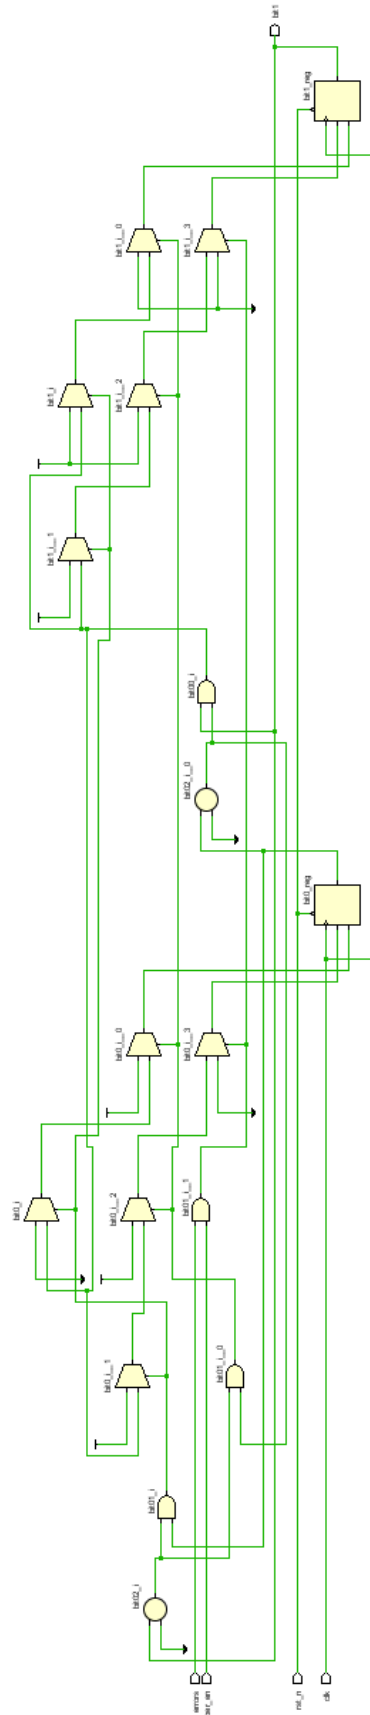 bit0_i
bit1_i
bit1_i__1
bit0_i__1
bit0_i__2
bit1_i__2
bit1_i__0
bit0_i__0
bit02_i
bit01_i
bit01_i__1
bit02_i__0
bit00_i
bit0_i__3
bit1_i__3
errors
bit01_i__0
bit1
rst_n
bit0_reg
bit1_reg
clk